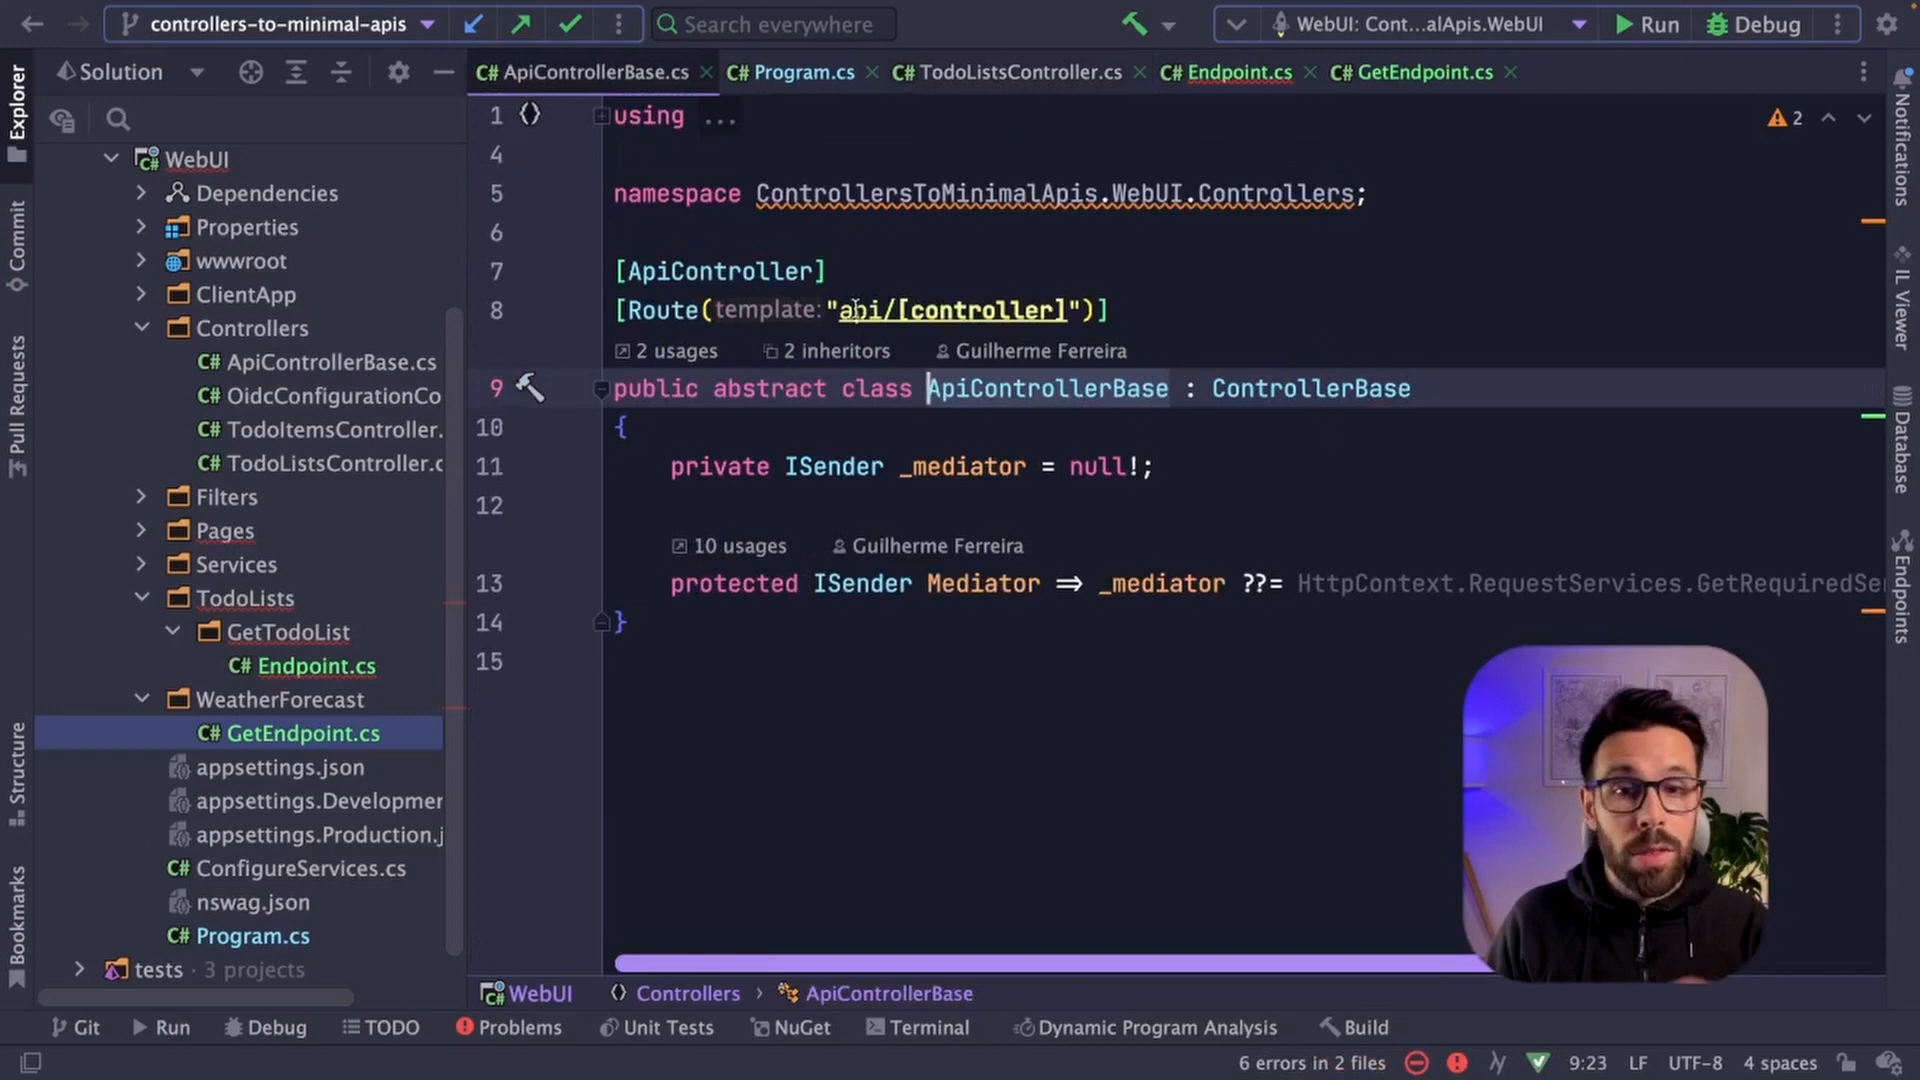 controllers-to-minimal-apis
Search everywhere
WebUI: Cont...alApis.WebUI
Run
Debug
Solution
ApiControllerBase.cs
Program.cs
TodoListsController.cs
Endpoint.cs
GetEndpoint.cs
Explorer
Commit
Pull Requests
Structure
Bookmarks
WebUI
Dependencies
Properties
wwwroot
ClientApp
Controllers
ApiControllerBase.cs
OidcConfigurationCo
TodoItemsController.
TodoListsController.c
Filters
Pages
Services
TodoLists
GetTodoList
C# Endpoint.cs
WeatherForecast
C# GetEndpoint.cs
appsettings.json
appsettings.Developmer
appsettings.Production.j
C# ConfigureServices.cs
nswag.json
C# Program.cs
tests · 3 projects
1 using ...
4
5 namespace ControllersToMinimalApis.WebUI.Controllers;
6
7 [ApiController]
8 [Route(template: "api/[controller]")]
2 usages 2 inheritors Guilherme Ferreira
9 public abstract class ApiControllerBase : ControllerBase
10 {
11 private ISender _mediator = null!;
12
10 usages Guilherme Ferreira
13 protected ISender Mediator => _mediator ??= HttpContext.RequestServices.GetRequiredSe
14 }
15
2
Notifications
IL Viewer
Database
Endpoints
WebUI Controllers > ApiControllerBase
Git Run Debug TODO Problems Unit Tests NuGet Terminal Dynamic Program Analysis Build
6 errors in 2 files 9:23 LF UTF-8 4 spaces